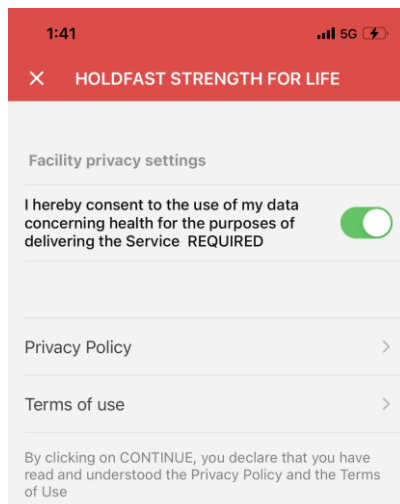 1:41
5G
× HOLDFAST STRENGTH FOR LIFE
Facility privacy settings
I hereby consent to the use of my data
concerning health for the purposes of
delivering the Service REQUIRED
Privacy Policy
Terms of use
By clicking on CONTINUE, you declare that you have
read and understood the Privacy Policy and the Terms
of Use